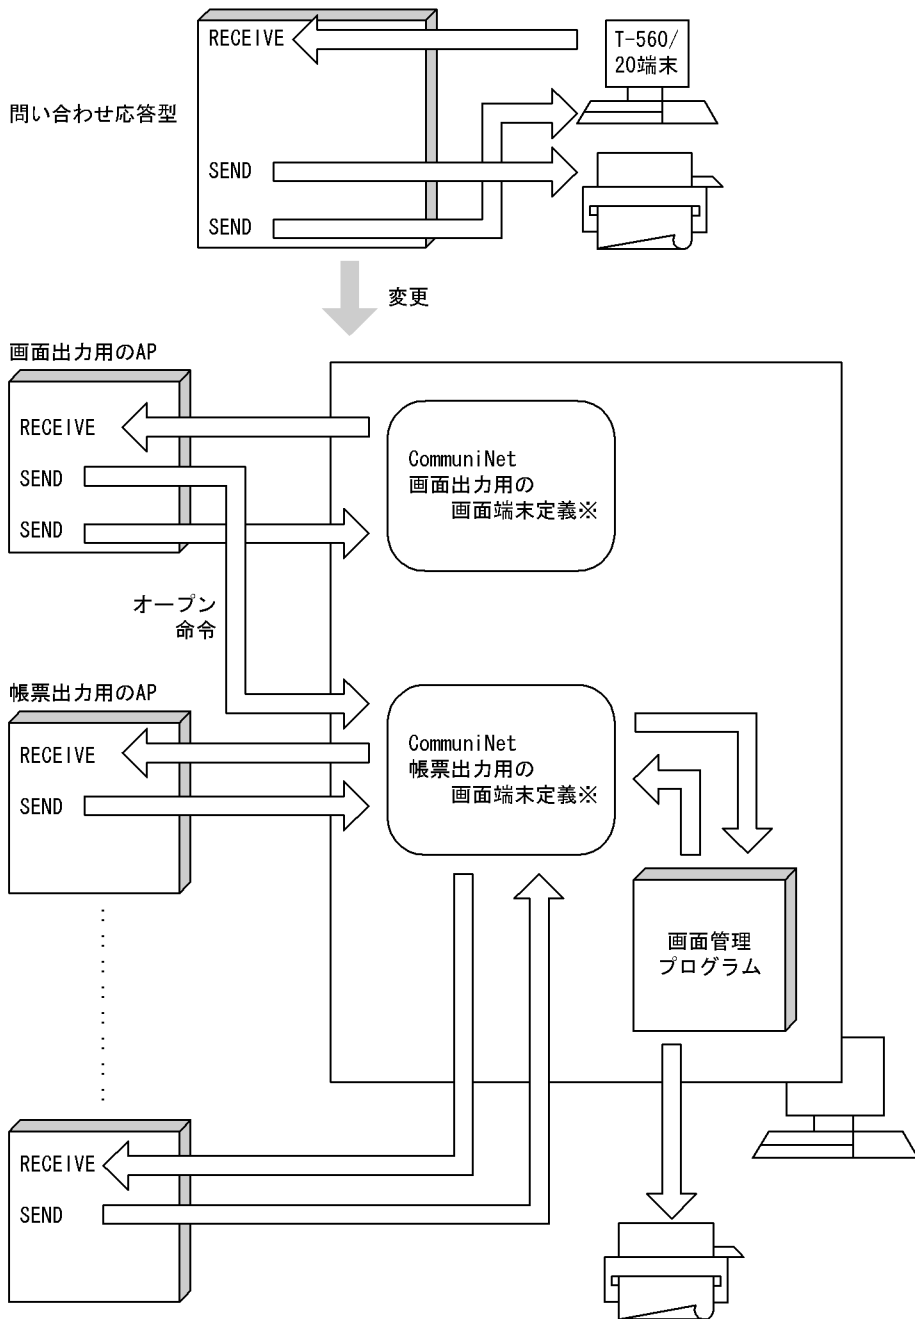 RECEIVE
T-560/
20端末
問い合わせ応答型
SEND
SEND
変更
画面出力用のAP
RECEIVE
SEND
SEND
CommuniNet
画面出力用の
画面端末定義※
オープン
命令
帳票出力用のAP
RECEIVE
SEND
CommuniNet
帳票出力用の
画面端末定義※
画面管理
プログラム
RECEIVE
SEND